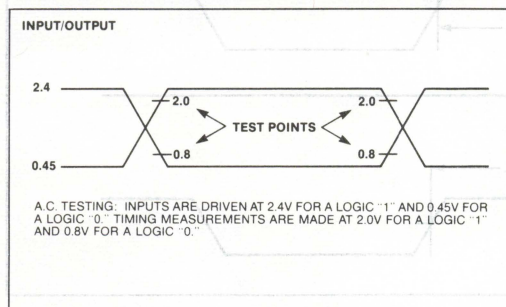 INPUT/OUTPUT
2.4
2.0
2.0
TEST POINTS
0.8
0.8
0.45
A.C. TESTING: INPUTS ARE DRIVEN AT 2.4V FOR A LOGIC "1" AND 0.45V FOR
A LOGIC "0." TIMING MEASUREMENTS ARE MADE AT 2.0V FOR A LOGIC "1"
AND 0.8V FOR A LOGIC "0."